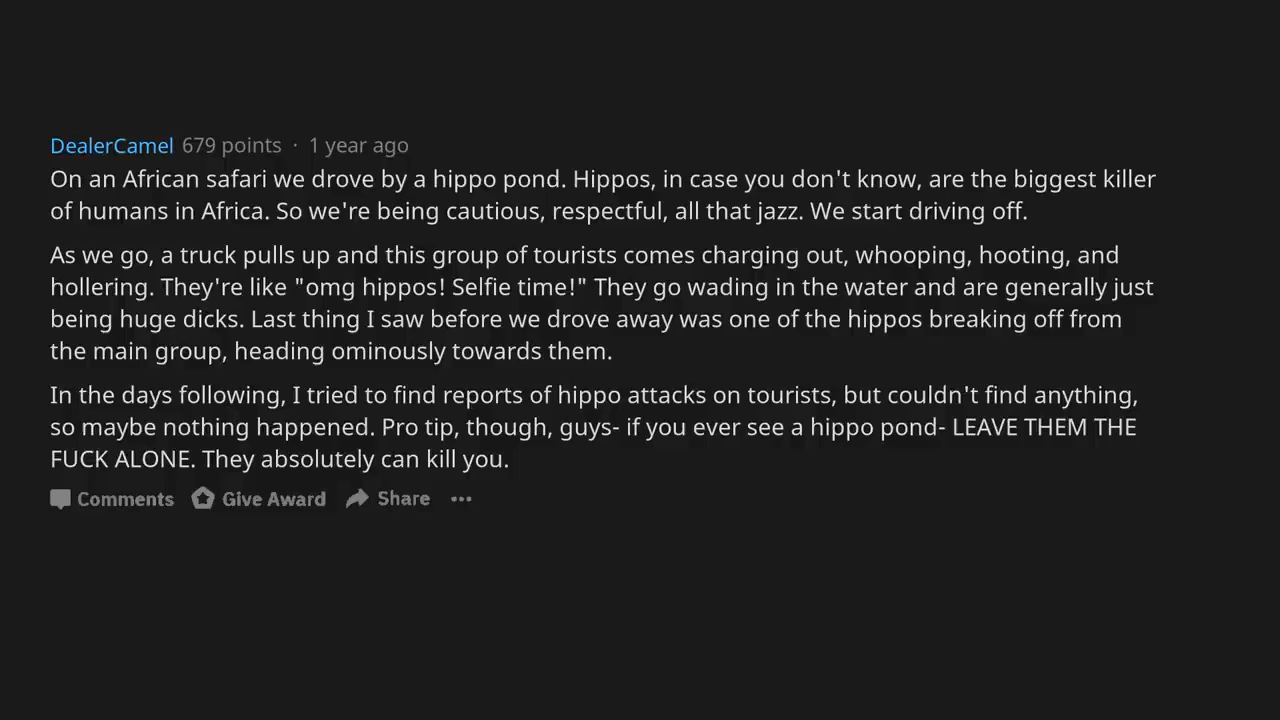 DealerCamel 679 points · 1 year ago
On an African safari we drove by a hippo pond. Hippos, in case you don't know, are the biggest killer
of humans in Africa. So we're being cautious, respectful, all that jazz. We start driving off.
As we go, a truck pulls up and this group of tourists comes charging out, whooping, hooting, and
hollering. They're like "omg hippos! Selfie time!" They go wading in the water and are generally just
being huge dicks. Last thing I saw before we drove away was one of the hippos breaking off from
the main group, heading ominously towards them.
In the days following, I tried to find reports of hippo attacks on tourists, but couldn't find anything,
so maybe nothing happened. Pro tip, though, guys- if you ever see a hippo pond- LEAVE THEM THE
FUCK ALONE. They absolutely can kill you.
Comments Give Award Share ···